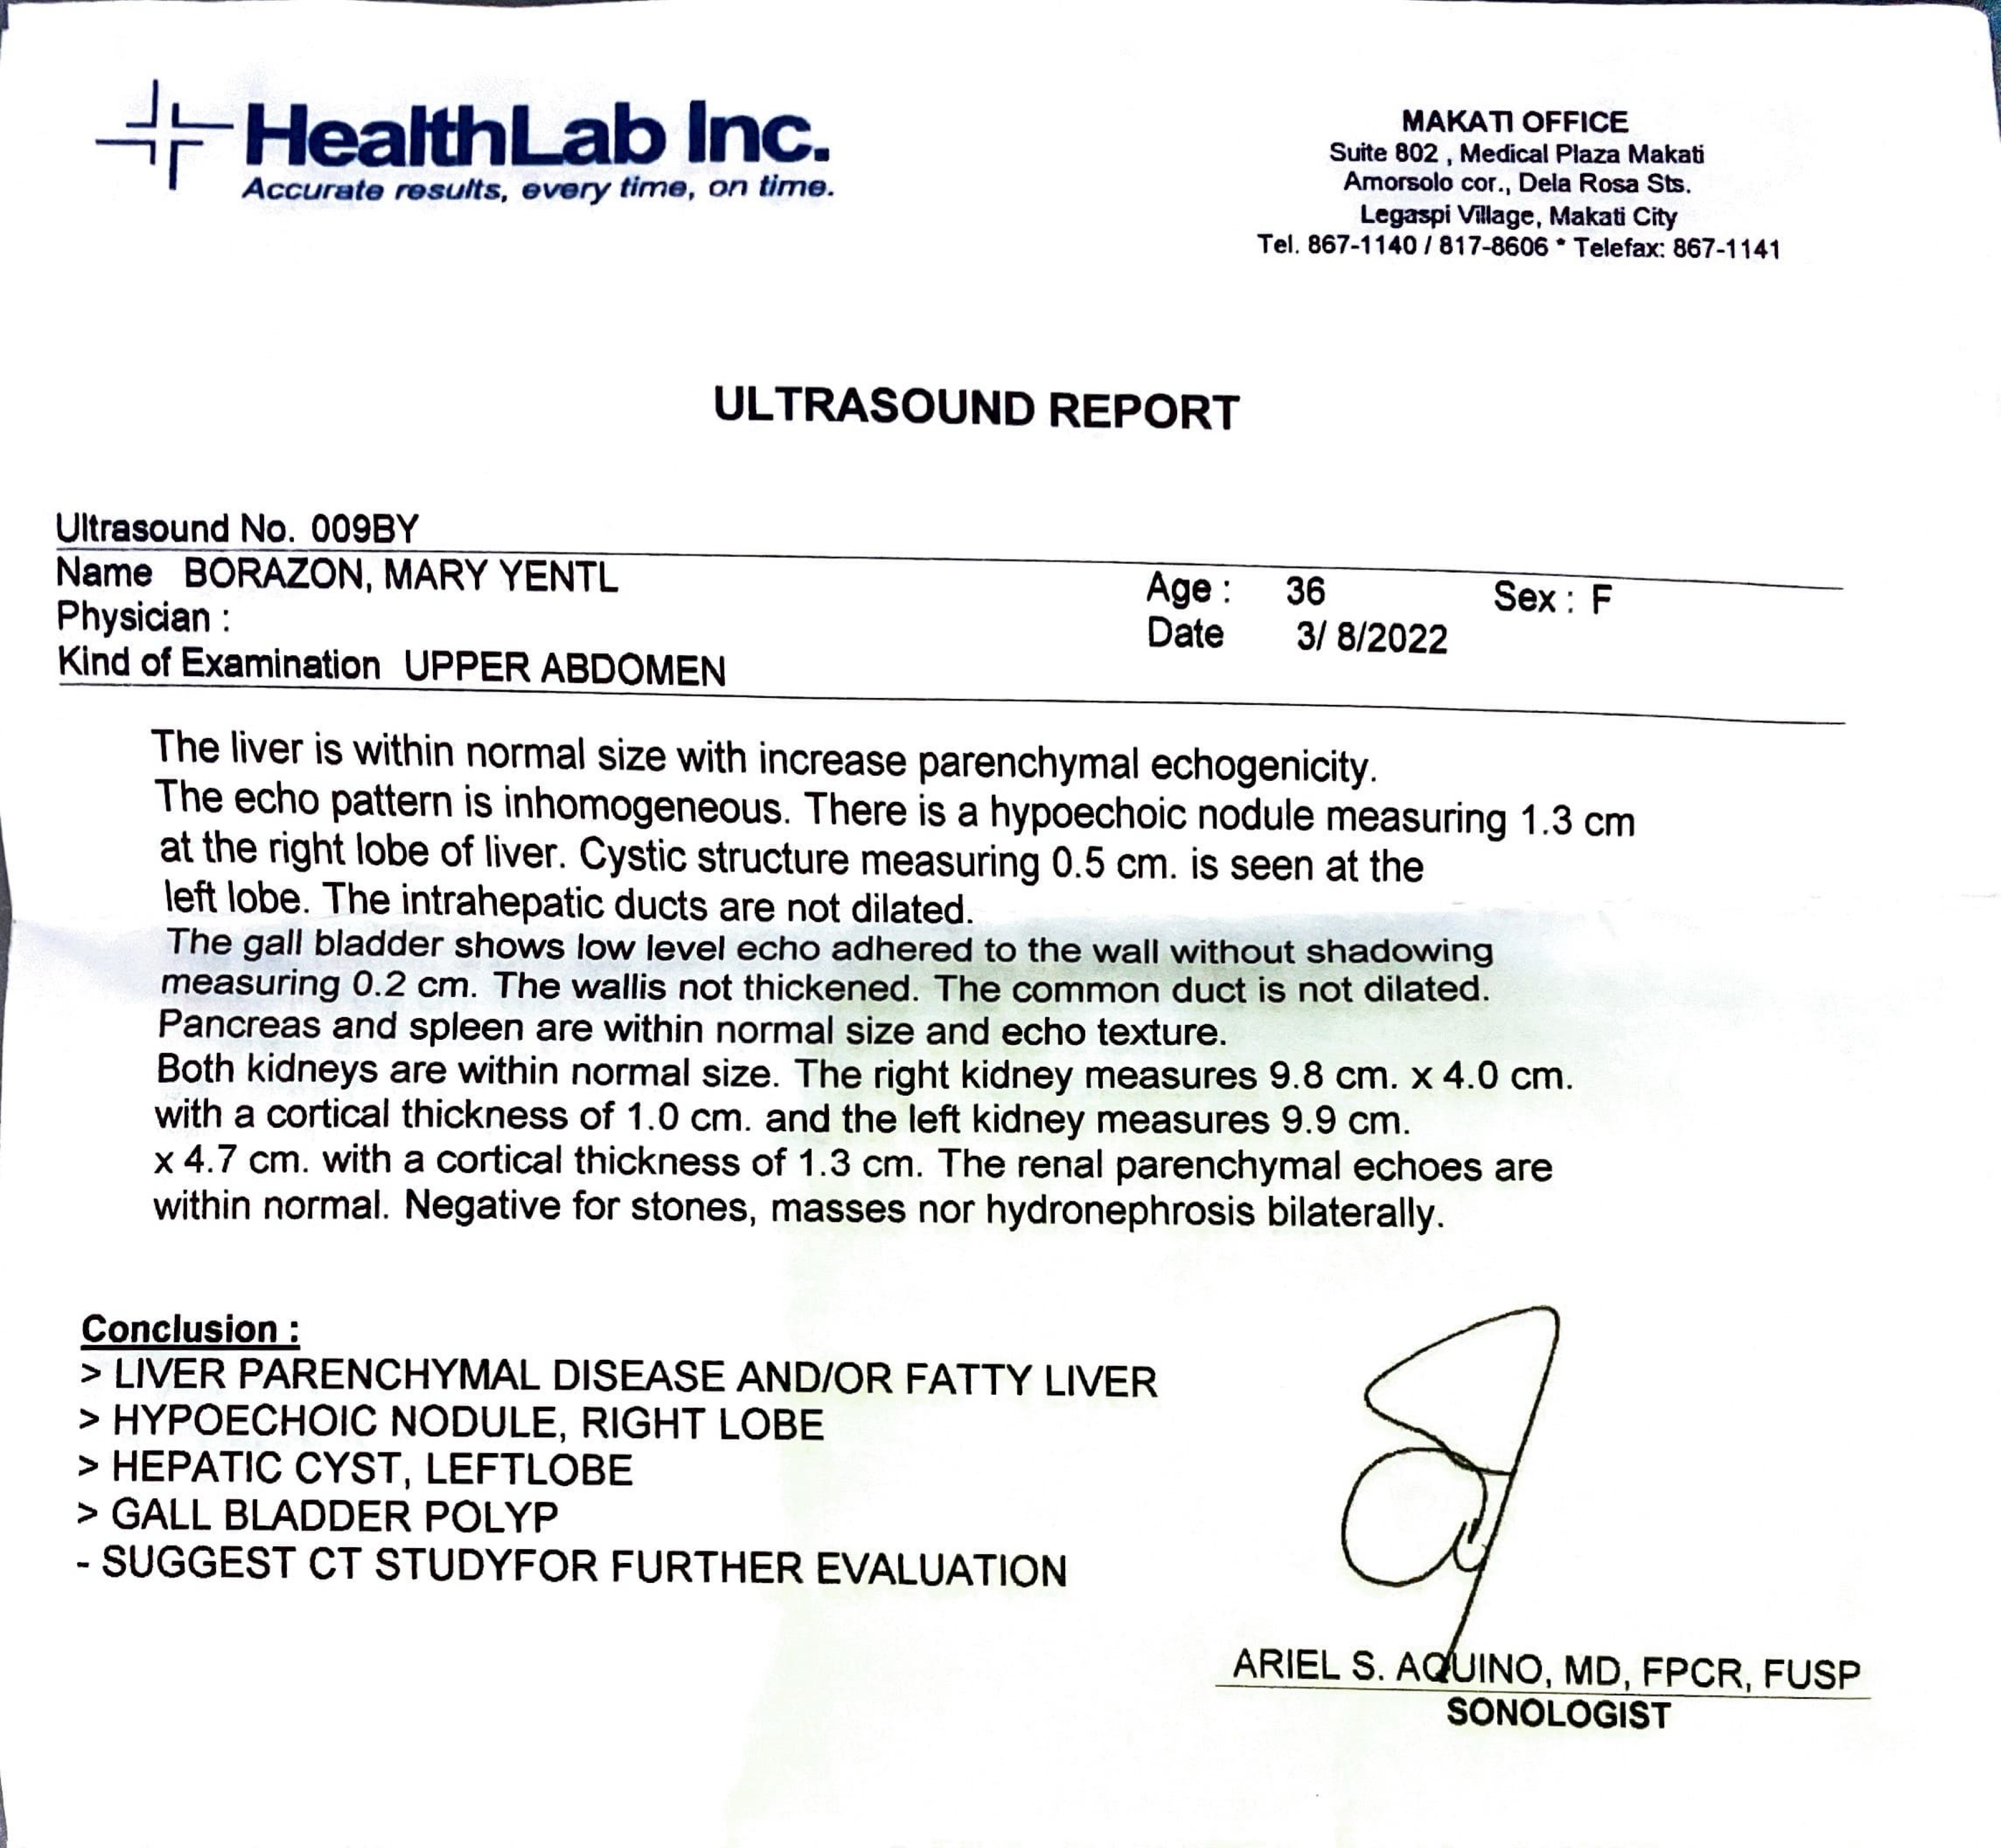 HealthLab Inc.
Accurate results, every time, on time.
MAKATI OFFICE
Suite 802 , Medical Plaza Makati
Amorsolo cor., Dela Rosa Sts.
Legaspi Village, Makati City
Tel. 867-1140 / 817-8606 * Telefax: 867-1141
ULTRASOUND REPORT
Ultrasound No. 009BY
Name BORAZON, MARY YENTL Age : 36 Sex : F
Physician : Date 3/ 8/2022
Kind of Examination UPPER ABDOMEN
The liver is within normal size with increase parenchymal echogenicity.
The echo pattern is inhomogeneous. There is a hypoechoic nodule measuring 1.3 cm
at the right lobe of liver. Cystic structure measuring 0.5 cm. is seen at the
left lobe. The intrahepatic ducts are not dilated.
The gall bladder shows low level echo adhered to the wall without shadowing
measuring 0.2 cm. The wallis not thickened. The common duct is not dilated.
Pancreas and spleen are within normal size and echo texture.
Both kidneys are within normal size. The right kidney measures 9.8 cm. x 4.0 cm.
with a cortical thickness of 1.0 cm. and the left kidney measures 9.9 cm.
x 4.7 cm. with a cortical thickness of 1.3 cm. The renal parenchymal echoes are
within normal. Negative for stones, masses nor hydronephrosis bilaterally.
Conclusion :
> LIVER PARENCHYMAL DISEASE AND/OR FATTY LIVER
> HYPOECHOIC NODULE, RIGHT LOBE
> HEPATIC CYST, LEFTLOBE
> GALL BLADDER POLYP
- SUGGEST CT STUDYFOR FURTHER EVALUATION
ARIEL S. AQUINO, MD, FPCR, FUSP
SONOLOGIST